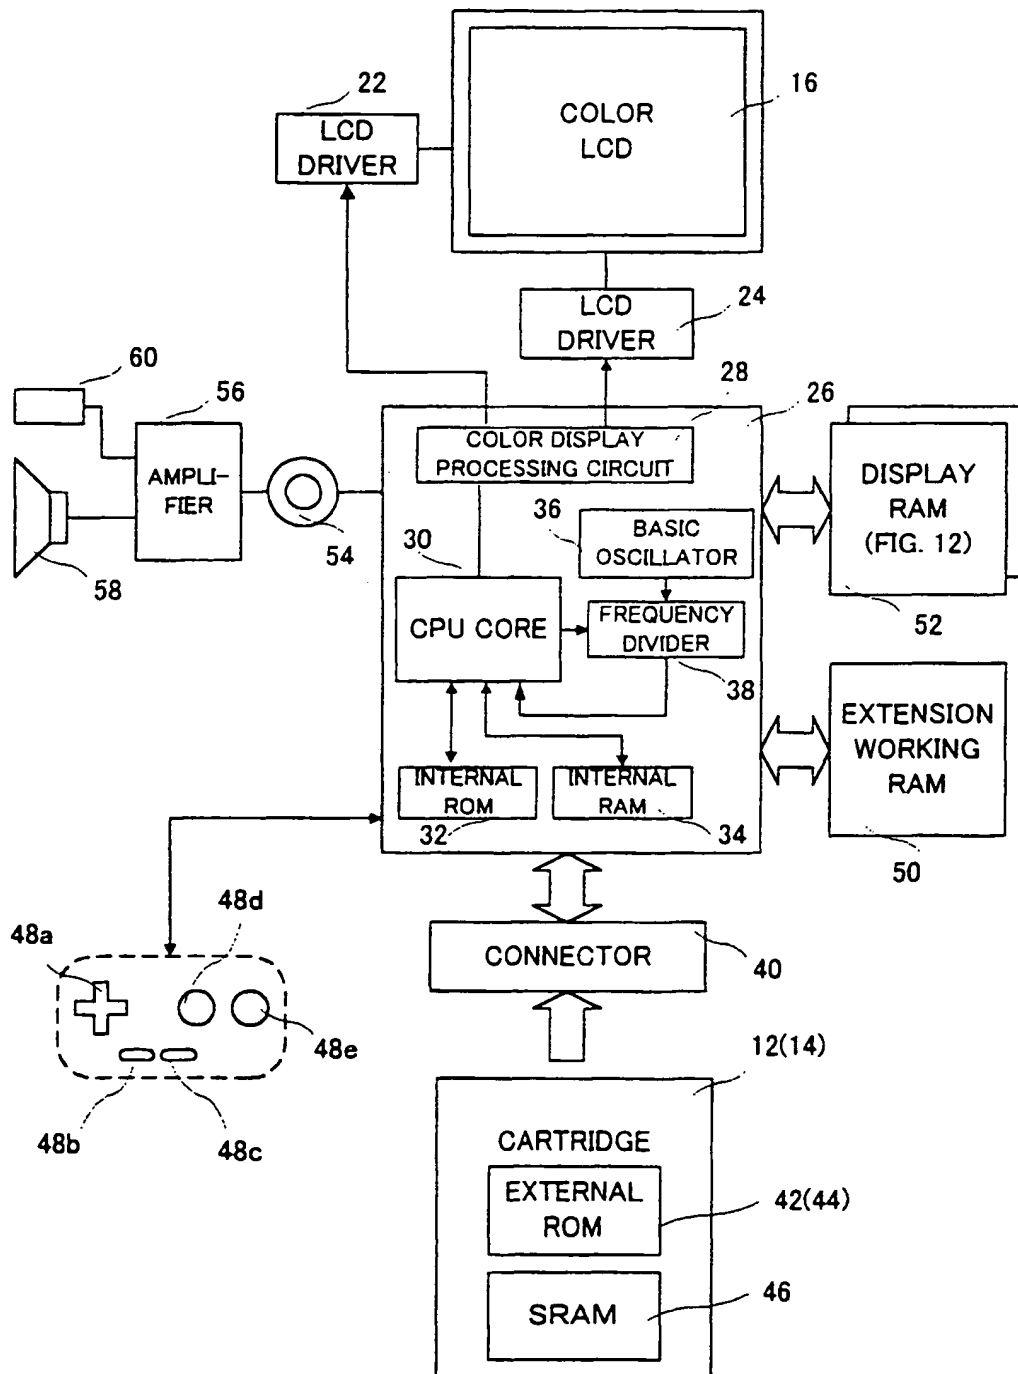 22
16
LCD
DRIVER
COLOR
LCD
24
LCD
DRIVER
60
56
28
26
AMPLI-
FIER
COLOR DISPLAY
PROCESSING CIRCUIT
DISPLAY
RAM
(FIG. 12)
36
BASIC
OSCILLATOR
54
30
58
52
CPU CORE
FREQUENCY
DIVIDER
38
EXTENSION
WORKING
RAM
INTERNAL
ROM
INTERNAL
RAM
32
34
50
48a
48d
CONNECTOR
40
48e
12(14)
48b
48c
CARTRIDGE
EXTERNAL
ROM
42(44)
SRAM
46